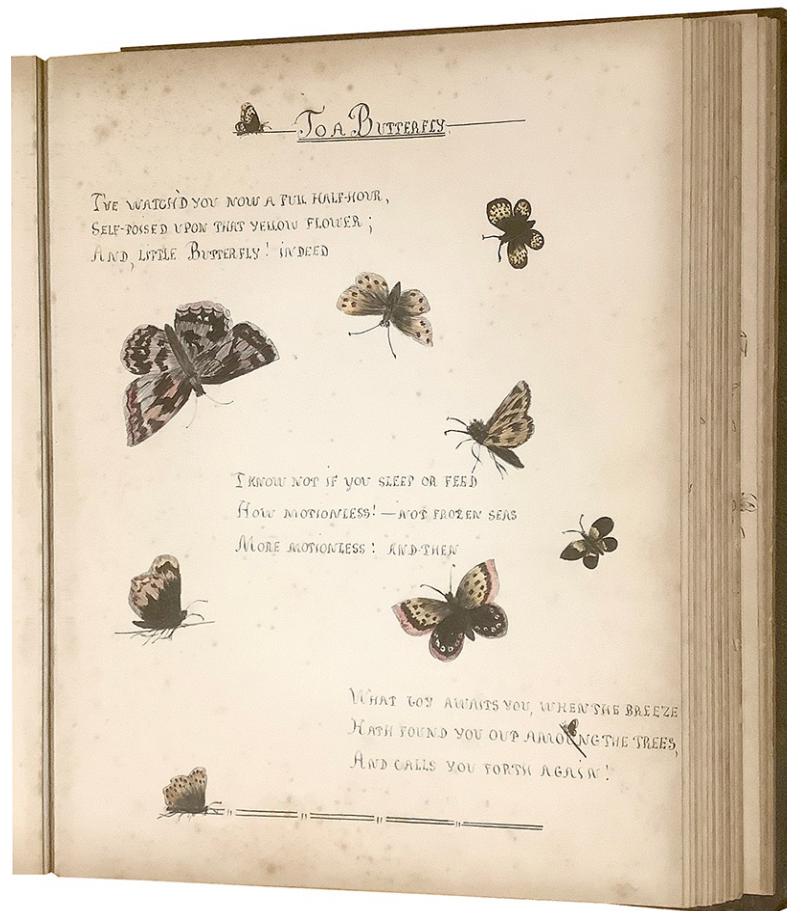 To A Butterfly
I've watch'd you now a full half-hour,
Self-poised upon that yellow flower;
And, little Butterfly! indeed
I know not if you sleep or feed
How motionless!—not frozen seas
More motionless! and then
What joy awaits you, when the breeze
Hath found you out among the trees,
And calls you forth again!